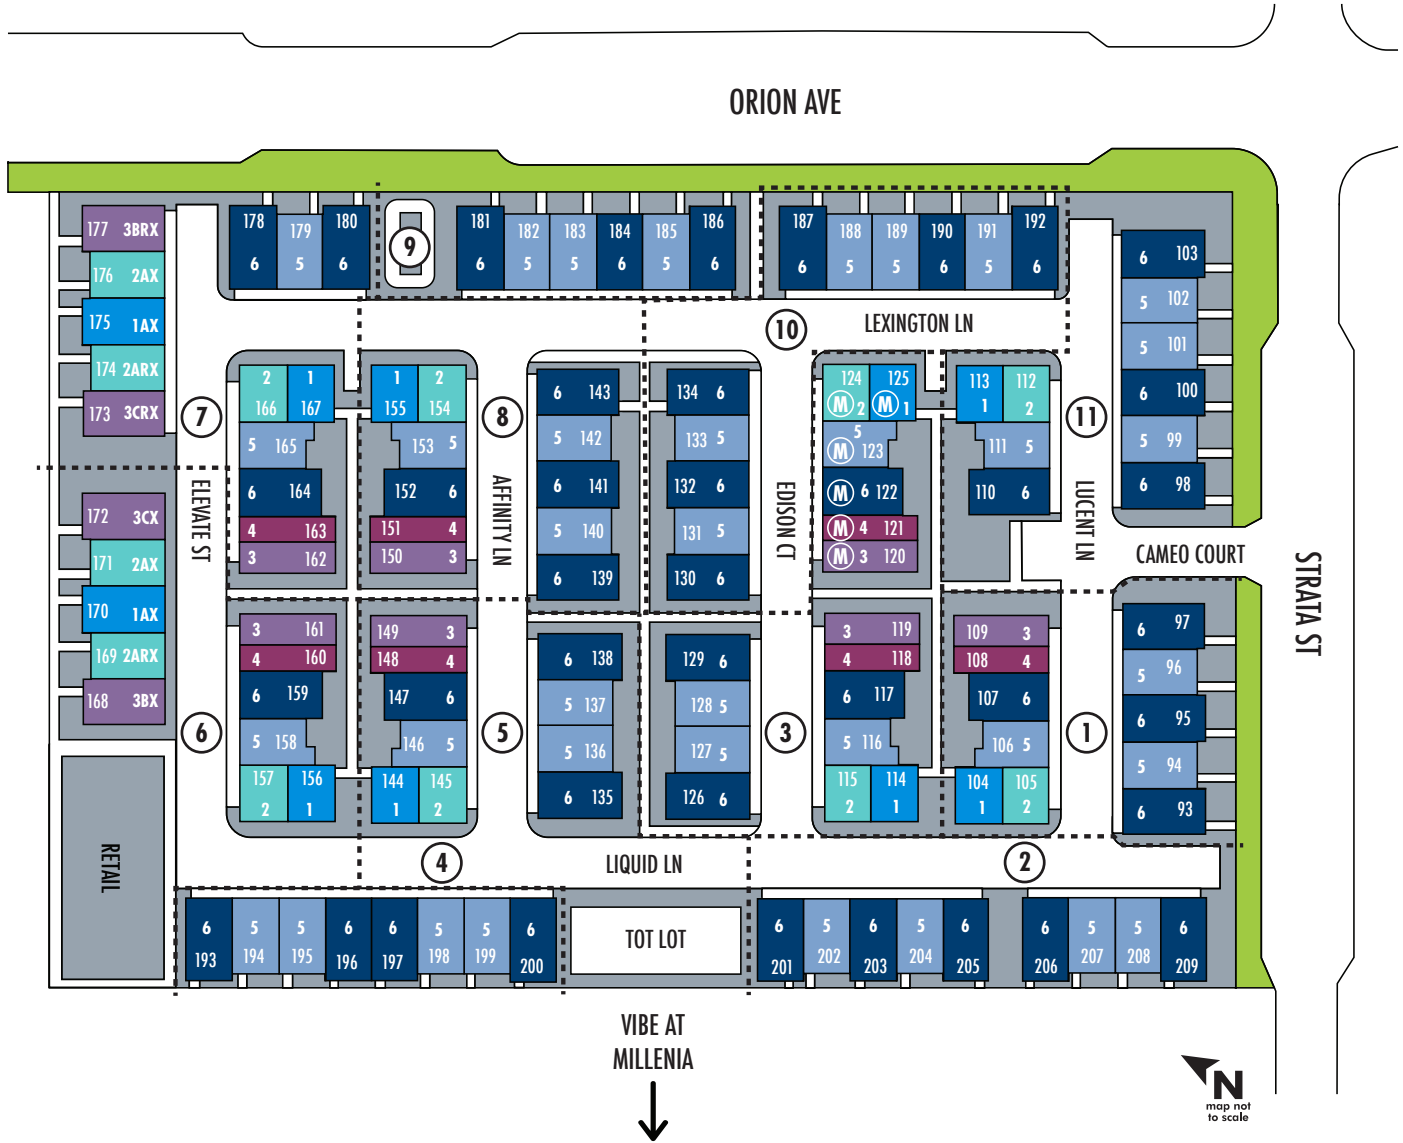 ORION AVE
177 3BRX
176 2AX
175 1AX
174 2ARX
173 3CRX
178 179 180
6 5 6
9
181 182 183 184 185 186
6 5 5 6 5 6
187 188 189 190 191 192
6 5 5 6 5 6
10
LEXINGTON LN
6 103
5 102
5 101
6 100
5 99
6 98
7
2 1
166 167
5 165
6 164
4 163
3 162
1 2
155 154
153 5
152 6
151 4
150 3
8
6 143
5 142
6 141
5 140
6 139
134 6
133 5
132 6
131 5
130 6
124 125
M 2 M 1
5
M 123
M 6 122
M 4 121
M 3 120
113 112
1 2
111 5
110 6
11
ELEVATE ST
AFFINITY LN
EDISON CT
LUCENT LN
CAMEO COURT
STRATA ST
172 3CX
171 2AX
170 1AX
169 2ARX
168 3BX
6
3 161
4 160
6 159
5 158
157 156
2 1
149 3
148 4
147 6
146 5
144 145
1 2
5
6 138
5 137
5 136
6 135
129 6
128 5
127 5
126 6
3
3 119
4 118
6 117
5 116
115 114
2 1
109 3
108 4
107 6
106 5
104 105
1 2
1
6 97
5 96
6 95
5 94
6 93
RETAIL
4
LIQUID LN
2
6 5 5 6 6 5 5 6
193 194 195 196 197 198 199 200
TOT LOT
6 5 6 5 6
201 202 203 204 205
6 5 5 6
206 207 208 209
VIBE AT
MILLENIA
N
map not
to scale